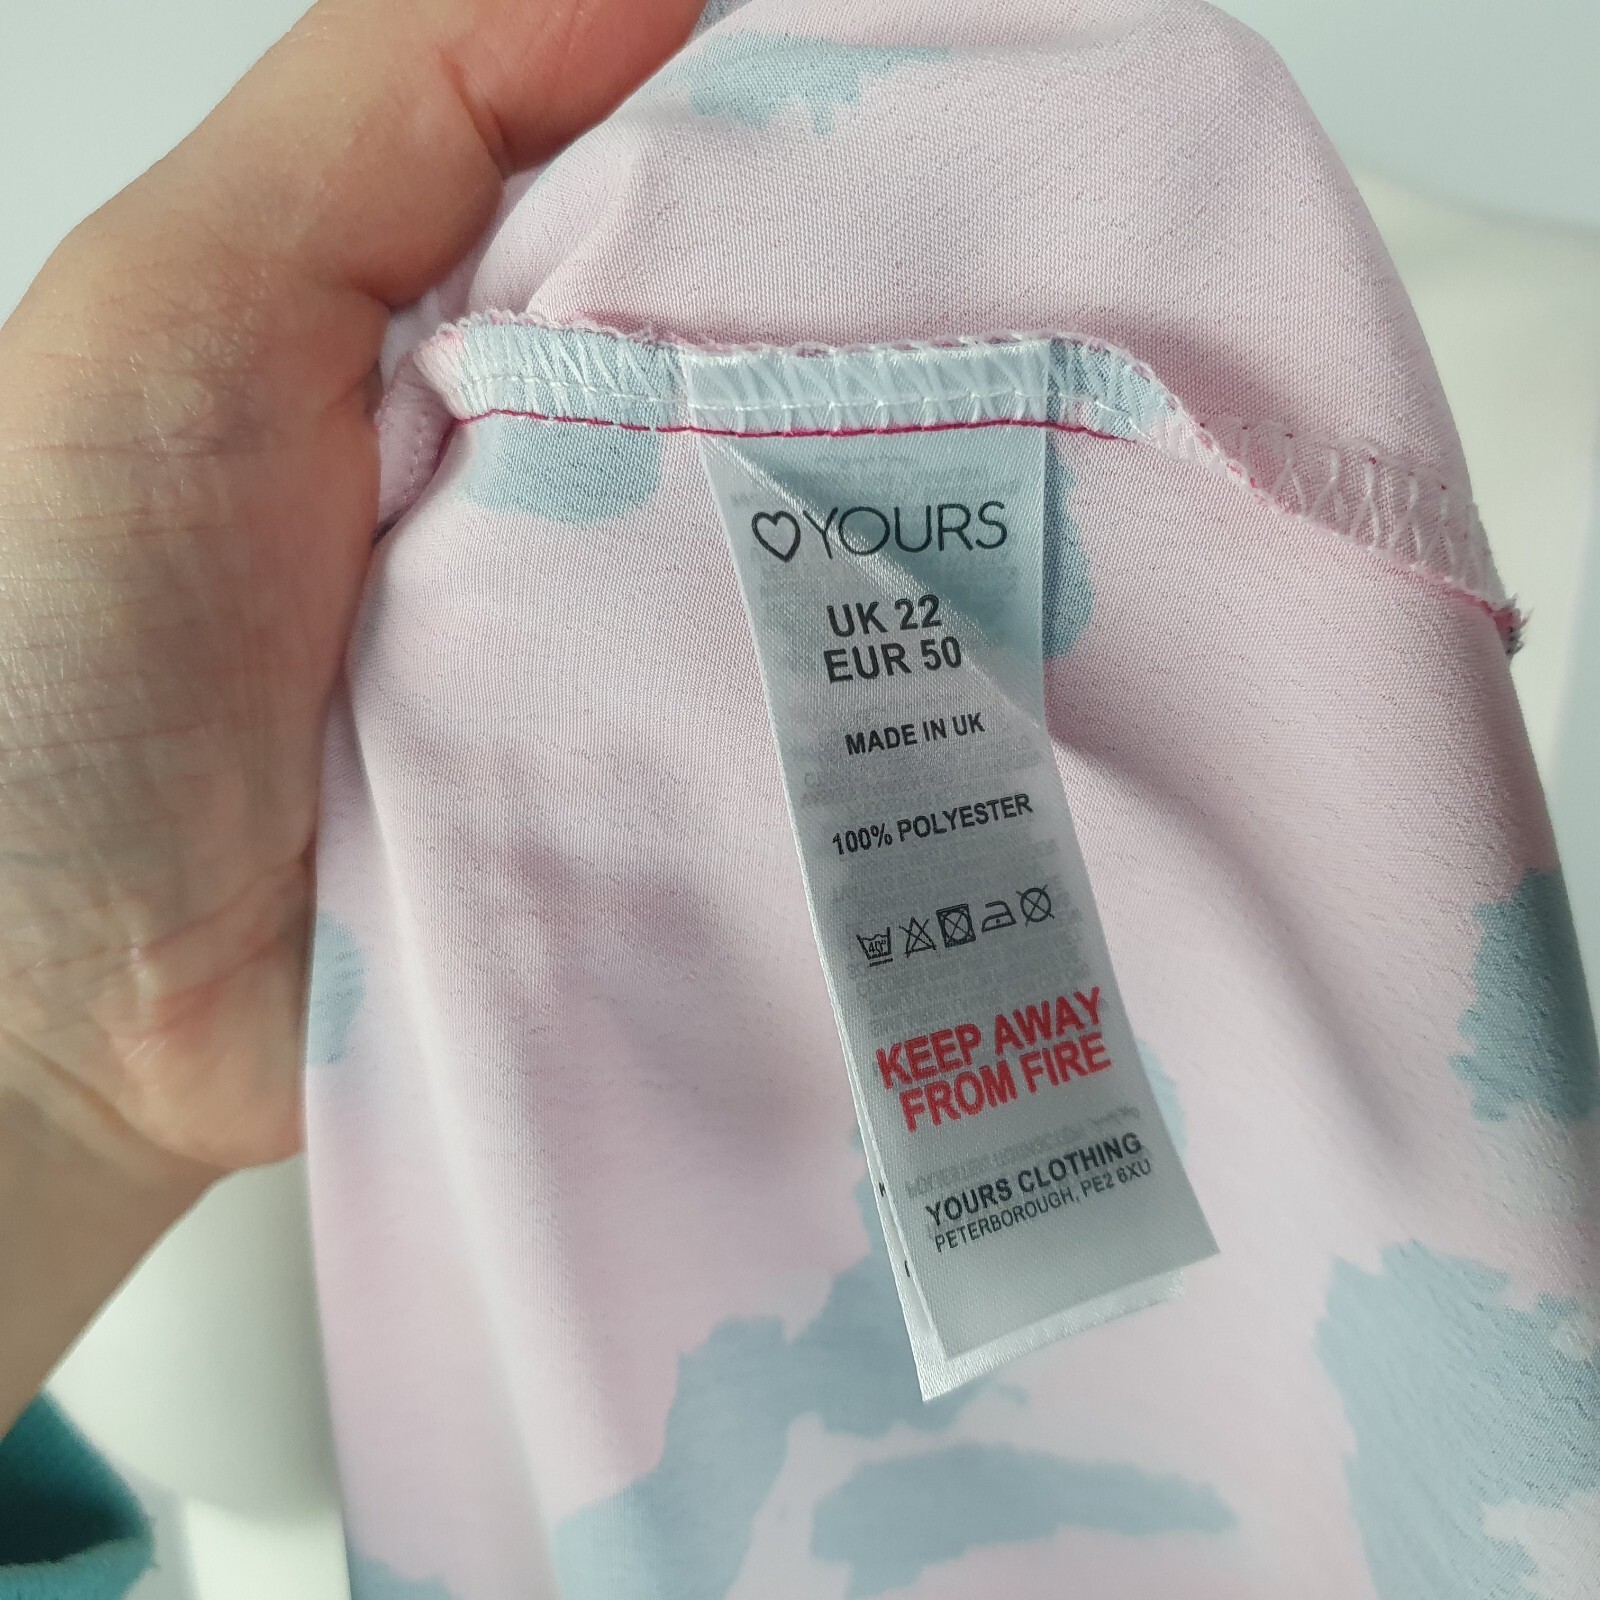 YOURS
UK 22
EUR 50
MADE IN UK
100% POLYESTER
40°
KEEP AWAY
FROM FIRE
YOURS CLOTHING
PETERBOROUGH, PE2 6XU